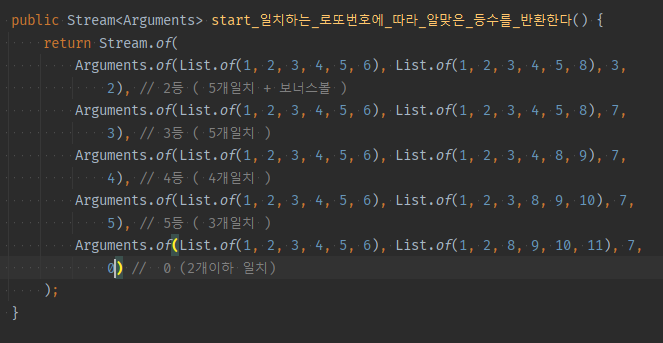 public Stream<Arguments> start_일치하는_로또번호에_따라_알맞은_등수를_반환한다() {
return Stream.of(
Arguments.of(List.of(1, 2, 3, 4, 5, 6), List.of(1, 2, 3, 4, 5, 8), 3,
2), // 2등 ( 5개일치 + 보너스볼 )
Arguments.of(List.of(1, 2, 3, 4, 5, 6), List.of(1, 2, 3, 4, 5, 8), 7,
3), // 3등 ( 5개일치 )
Arguments.of(List.of(1, 2, 3, 4, 5, 6), List.of(1, 2, 3, 4, 8, 9), 7,
4), // 4등 ( 4개일치 )
Arguments.of(List.of(1, 2, 3, 4, 5, 6), List.of(1, 2, 3, 8, 9, 10), 7,
5), // 5등 ( 3개일치 )
Arguments.of(List.of(1, 2, 3, 4, 5, 6), List.of(1, 2, 8, 9, 10, 11), 7,
0) //  0 (2개이하 일치)
);
}